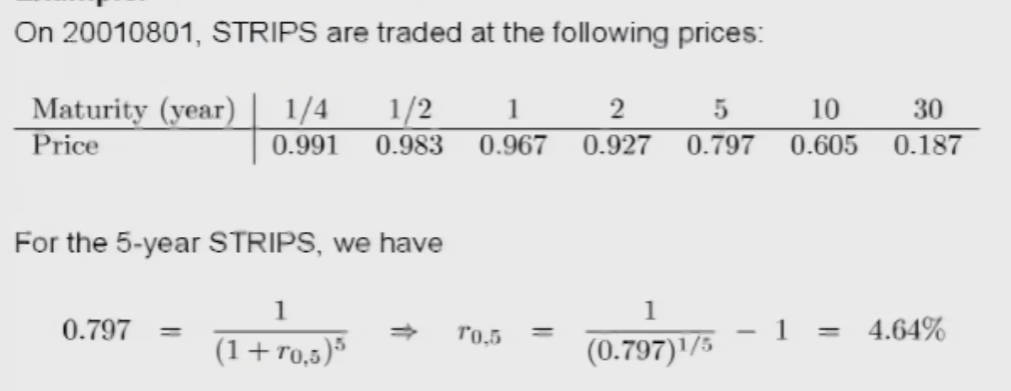 On 20010801, STRIPS are traded at the following prices:
Maturity (year) 1/4 1/2 1 2 5 10 30
Price 0.991 0.983 0.967 0.927 0.797 0.605 0.187
For the 5-year STRIPS, we have
0.797 = 1 / (1 + r0,5)^5 ⇒ r0,5 = 1 / (0.797)^1/5 − 1 = 4.64%